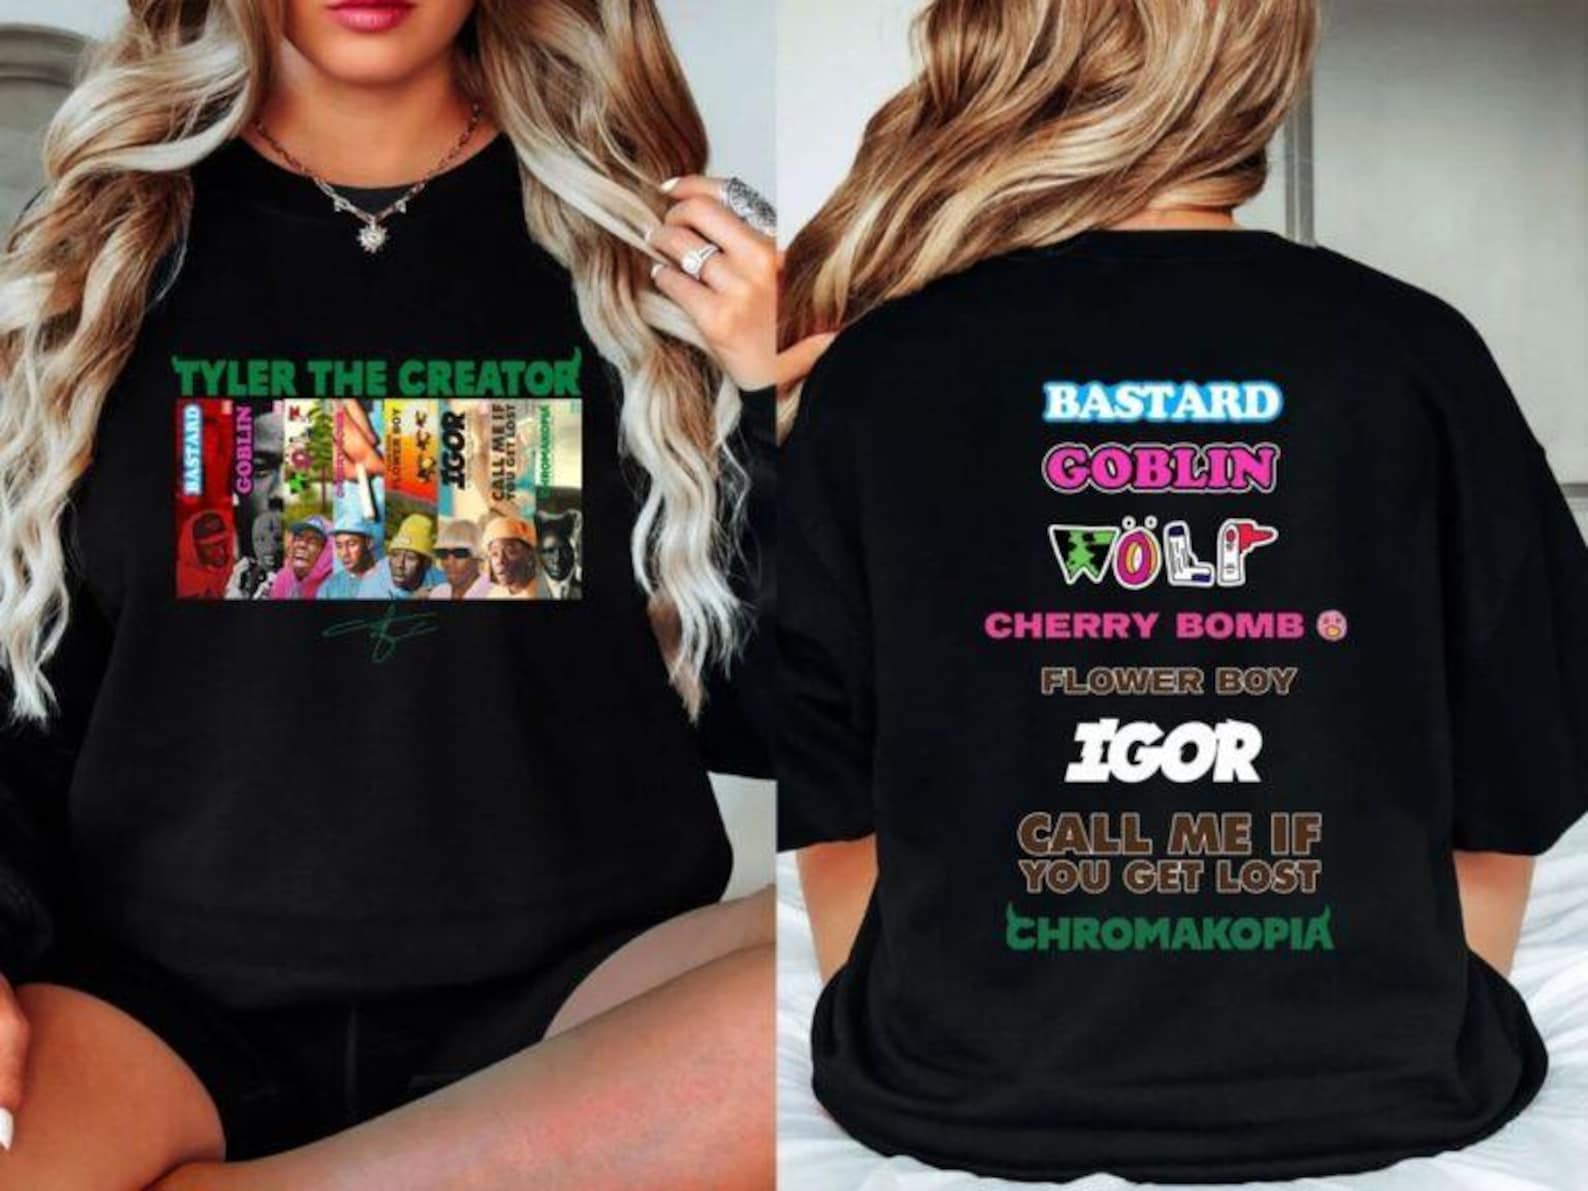 TYLER THE CREATOR
BASTARD
GOBLIN
WOLF
FLOWER BOY
IGOR
CALL ME IF
YOU GET LOST
CHROMAKOPIA
BASTARD
GOBLIN
WÖLF
CHERRY BOMB
FLOWER BOY
IGOR
CALL ME IF
YOU GET LOST
CHROMAKOPIA